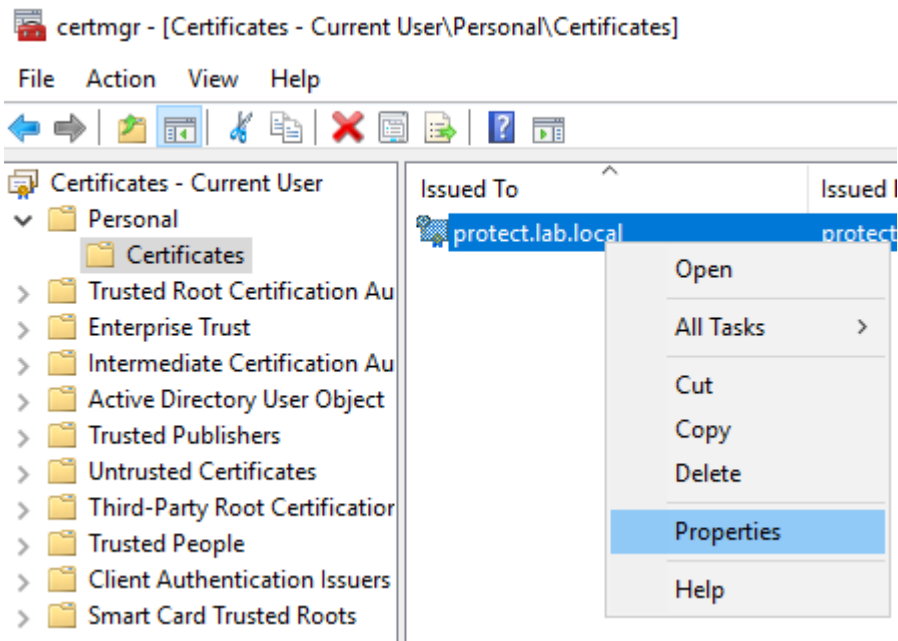 certmgr - [Certificates - Current User\Personal\Certificates]
File Action View Help
Certificates - Current User
Personal
Certificates
Trusted Root Certification Au
Enterprise Trust
Intermediate Certification Au
Active Directory User Object
Trusted Publishers
Untrusted Certificates
Third-Party Root Certification
Trusted People
Client Authentication Issuers
Smart Card Trusted Roots
Issued To Issued
protect.lab.local protect
Open
All Tasks
Cut
Copy
Delete
Properties
Help